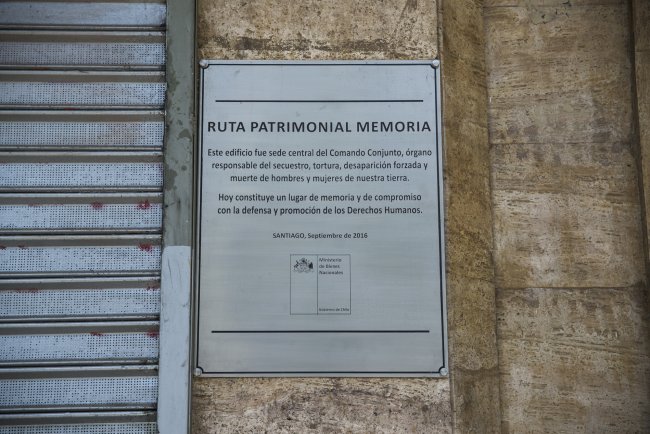 RUTA PATRIMONIAL MEMORIA
Este edificio fue sede central del Comando Conjunto, órgano
responsable del secuestro, tortura, desaparición forzada y
muerte de hombres y mujeres de nuestra tierra.
Hoy constituye un lugar de memoria y de compromiso
con la defensa y promoción de los Derechos Humanos.
SANTIAGO, Septiembre de 2016
Ministerio
de Bienes
Nacionales
Gobierno de Chile